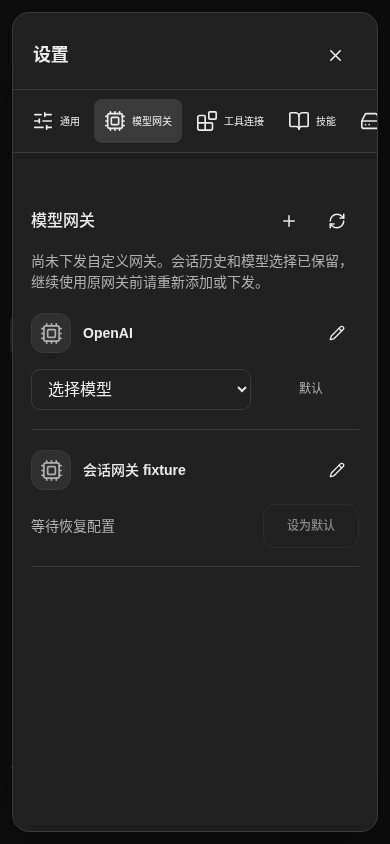 设置
通用
模型网关
工具连接
技能
模型网关
尚未下发自定义网关。会话历史和模型选择已保留，
继续使用原网关前请重新添加或下发。
OpenAI
选择模型
默认
会话网关 fixture
等待恢复配置
设为默认